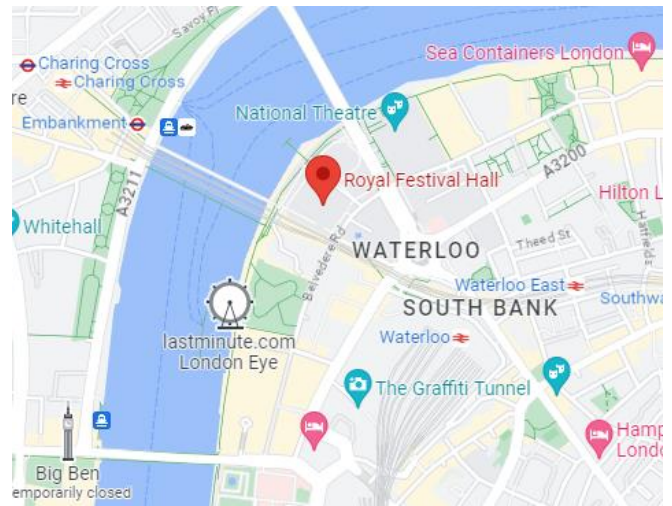 Savoy Pl
Charing Cross
Charing Cross
Sea Containers London
National Theatre
re
Embankment
A3200
Royal Festival Hall
Hilton L
A3211
Whitehall
Hatfields
Belvedere Rd
WATERLOO
Theed St
Waterloo East
Southwa
SOUTH BANK
lastminute.com
London Eye
Waterloo
The Graffiti Tunnel
Hamp
Londo
Big Ben
emporarily closed